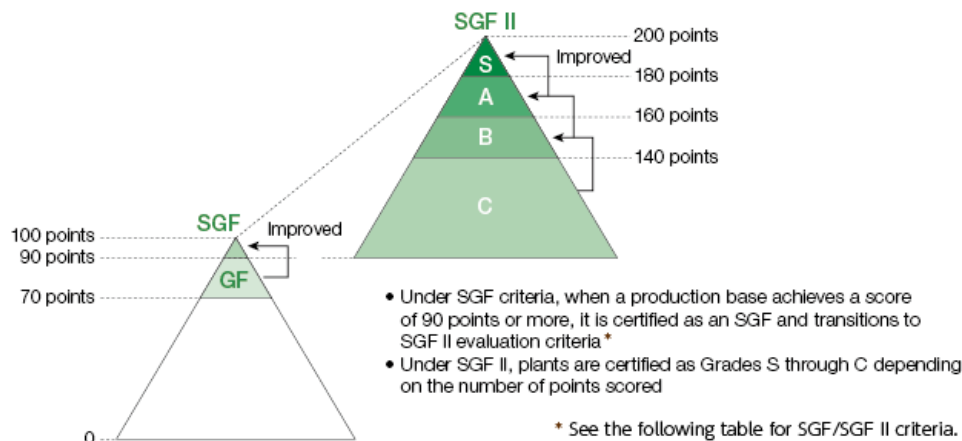 SGF II
200 points
Improved
S
180 points
A
160 points
B
140 points
C
SGF
Improved
100 points
90 points
GF
70 points
0
• Under SGF criteria, when a production base achieves a score
of 90 points or more, it is certified as an SGF and transitions to
SGF II evaluation criteria*
• Under SGF II, plants are certified as Grades S through C depending
on the number of points scored
* See the following table for SGF/SGF II criteria.